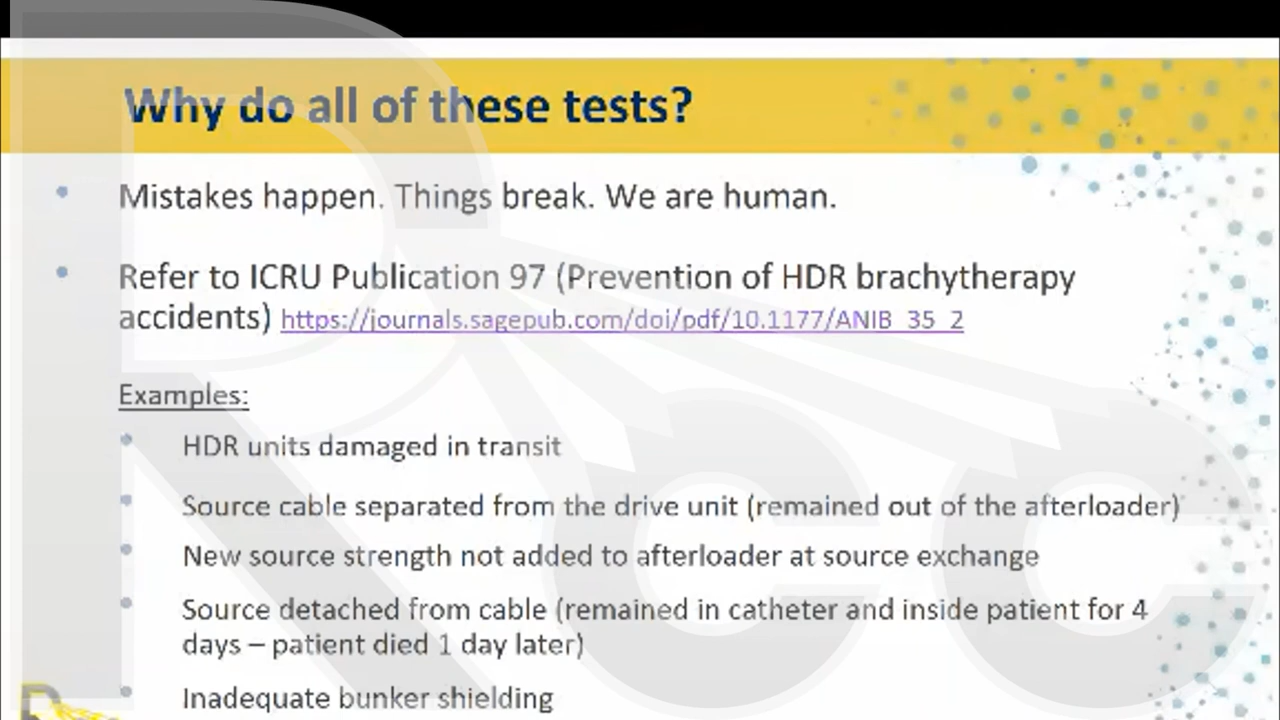 Why do all of these tests?
Mistakes happen. Things break. We are human.
Refer to ICRU Publication 97 (Prevention of HDR brachytherapy
accidents) https://journals.sagepub.com/doi/pdf/10.1177/ANIB_35_2
Examples:
HDR units damaged in transit
Source cable separated from the drive unit (remained out of the afterloader)
New source strength not added to afterloader at source exchange
Source detached from cable (remained in catheter and inside patient for 4
days – patient died 1 day later)
Inadequate bunker shielding
RCC